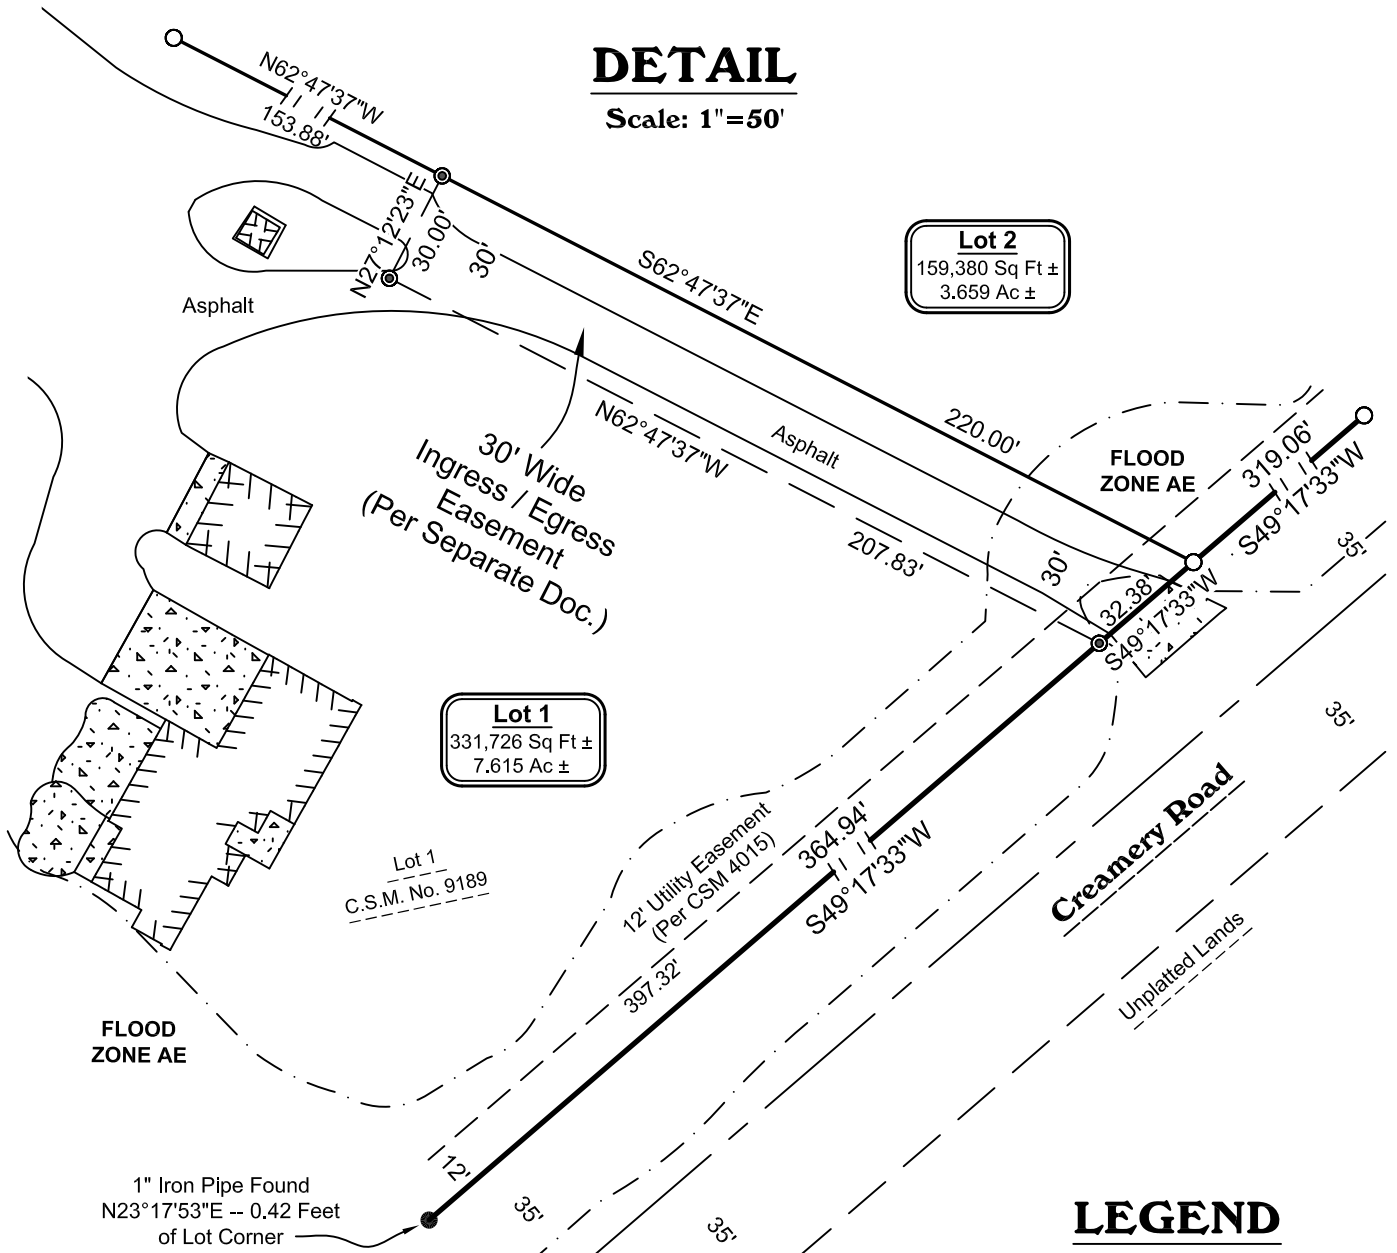 DETAIL
Scale: 1"=50'
N62°47'37"W
153.88'
N27°12'23"E
30.00'
30'
S62°47'37"E
220.00'
Lot 2
159,380 Sq Ft ±
3.659 Ac ±
Asphalt
30' Wide
Ingress / Egress
Easement
(Per Separate Doc.)
N62°47'37"W
207.83'
Asphalt
FLOOD
ZONE AE
319.06'
S49°17'33"W
35'
30'
32.38'
S49°17'33"W
35'
Lot 1
331,726 Sq Ft ±
7.615 Ac ±
Lot 1
C.S.M. No. 9189
12' Utility Easement
(Per CSM 4015)
364.94'
S49°17'33"W
397.32'
Creamery Road
Unplatted Lands
FLOOD
ZONE AE
12'
1" Iron Pipe Found
N23°17'53"E -- 0.42 Feet
of Lot Corner
35'
35'
LEGEND